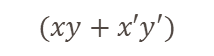 (xy + x′y′)